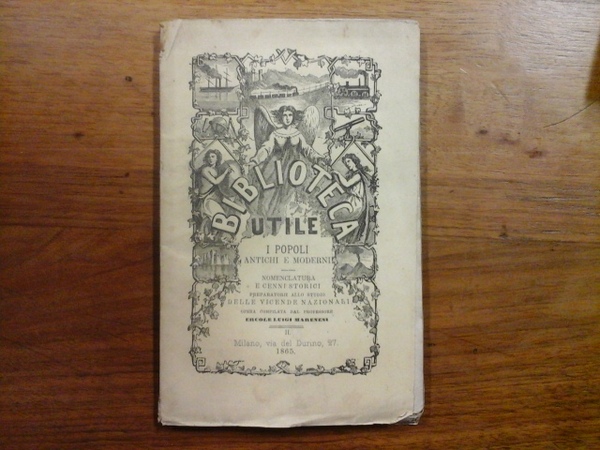 BIBLIOTECA
UTILE
I POPOLI
ANTICHI E MODERNI
NOMENCLATURA
E CENNI STORICI
PREPARATORII ALLO STUDIO
DELLE VICENDE NAZIONALI
OPERA COMPILATA DAL PROFESSORE
ERCOLE LUIGI MARENESI
II.
Milano, via del Durino, 27.
1865.